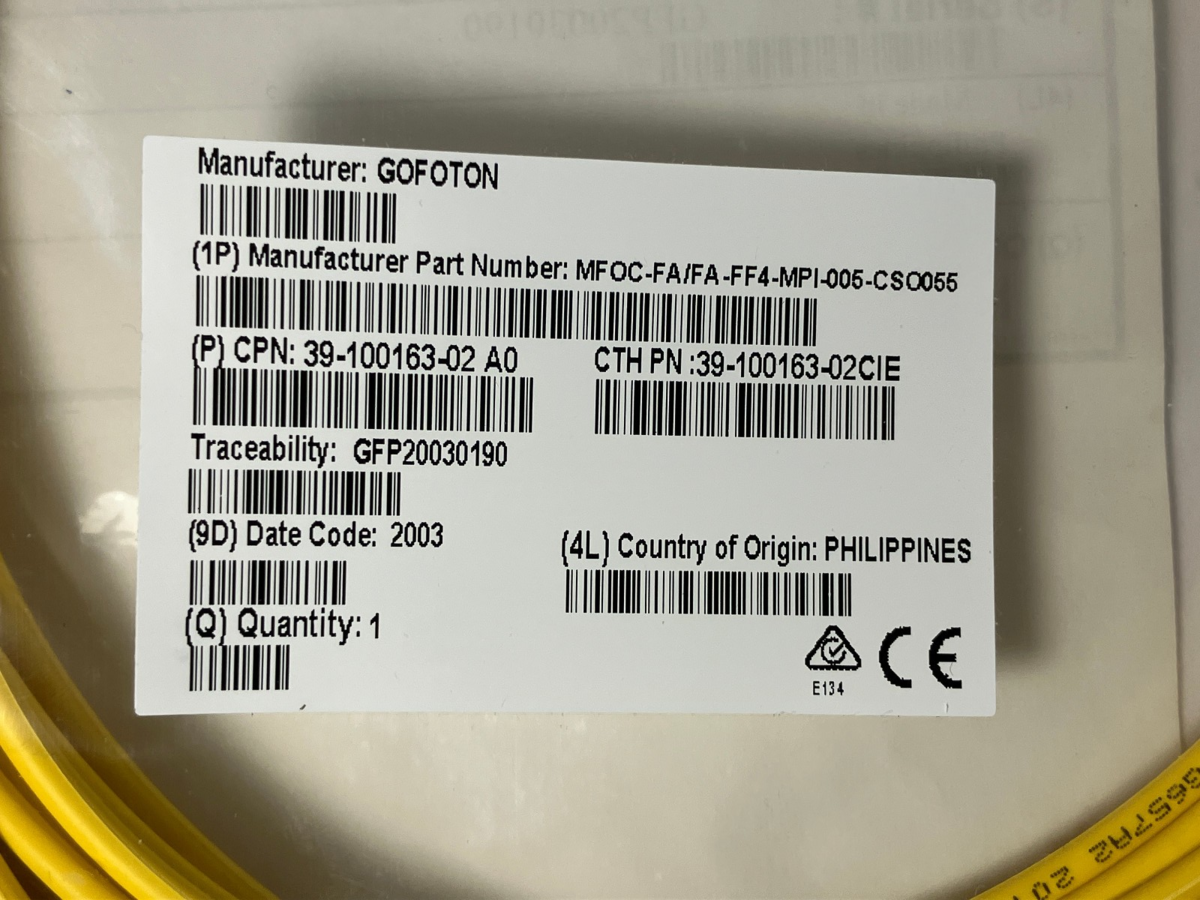 Manufacturer: GOFOTON
(1P) Manufacturer Part Number: MFOC-FA/FA-FF4-MPI-005-CSO055
(P) CPN: 39-100163-02 A0
CTH PN :39-100163-02CIE
Traceability: GFP20030190
(9D) Date Code: 2003
(4L) Country of Origin: PHILIPPINES
(Q) Quantity: 1
E134
CE